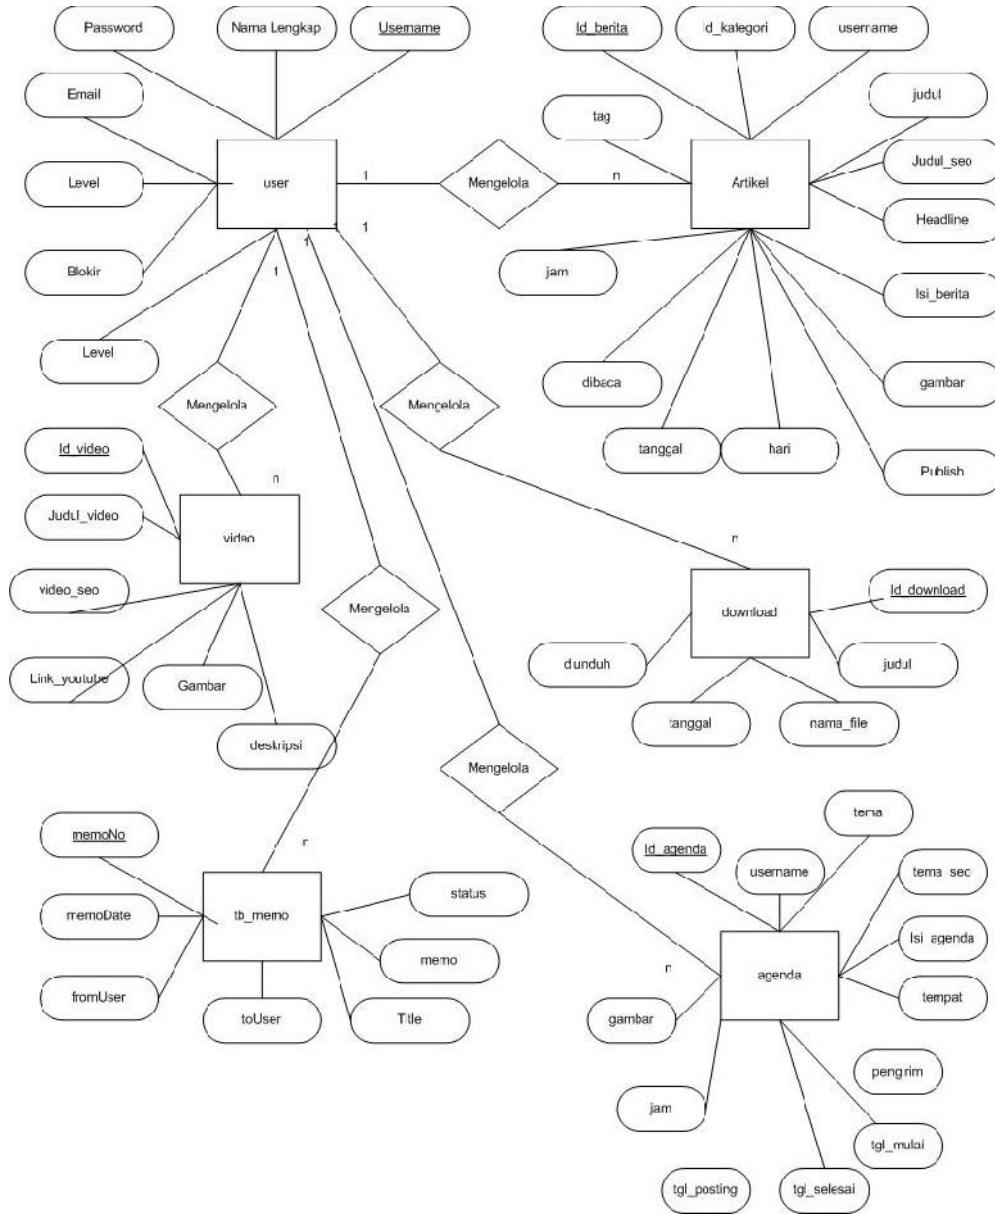 Password
Nama Lengkap
Username
Id_berita
Id_kategori
username
Email
tag
judul
Level
user
1
Mengelola
n
Artikel
Judul_seo
Headline
1
1
1
1
Blokir
jam
Isi_berita
Level
Mengelola
Mengelola
dibaca
gambar
Id_video
tanggal
hari
Publish
n
Judul_video
video
n
video_seo
Mengelola
download
Id_download
Link_youtube
Gambar
dunduh
judul
deskripsi
tanggal
nama_file
Mengelola
memoNo
n
tema
Id_agenda
username
tema_seo
memoDate
tb_memo
status
Isi_agenda
memo
n
agenda
fromUser
toUser
Title
gambar
tempat
pengrim
jam
tgl_mulai
tgl_posting
tgl_selesai